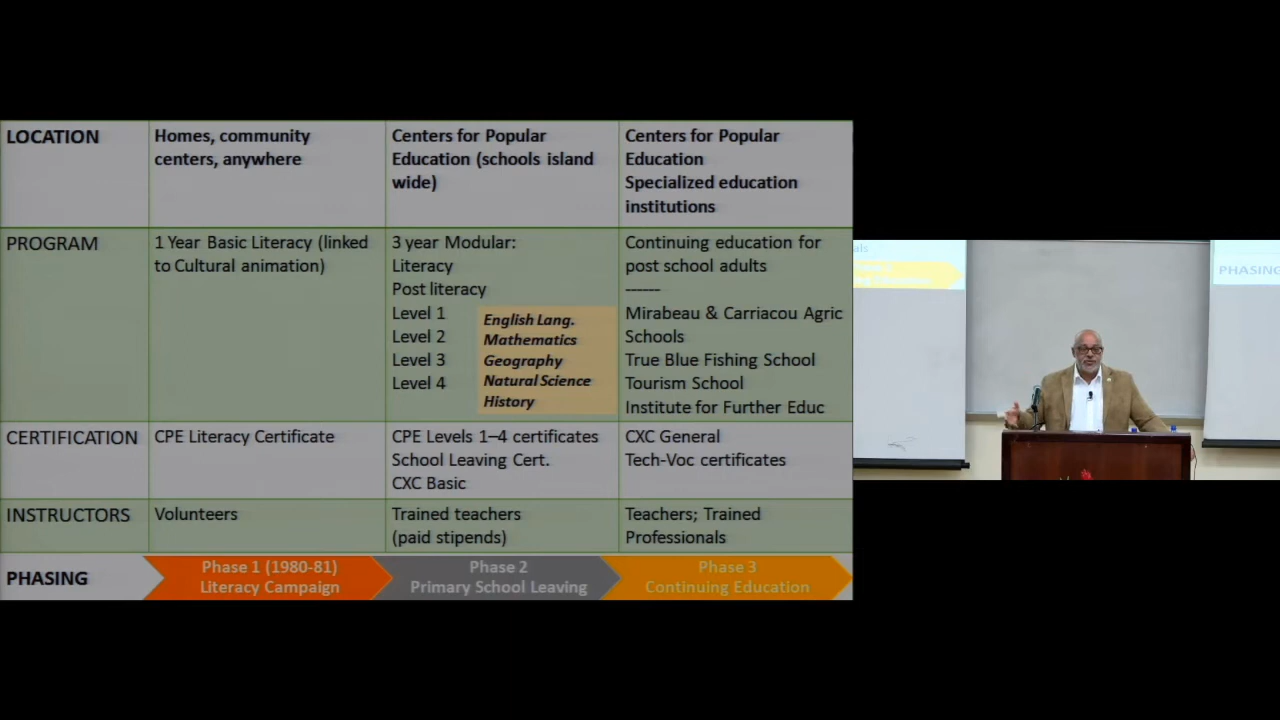 LOCATION
Homes, community
centers, anywhere
Centers for Popular
Education (schools island
wide)
Centers for Popular
Education
Specialized education
institutions
PROGRAM
1 Year Basic Literacy (linked
to Cultural animation)
3 year Modular:
Literacy
Post literacy
Level 1
Level 2
Level 3
Level 4
English Lang.
Mathematics
Geography
Natural Science
History
Continuing education for
post school adults
------
Mirabeau & Carriacou Agric
Schools
True Blue Fishing School
Tourism School
Institute for Further Educ
CERTIFICATION
CPE Literacy Certificate
CPE Levels 1–4 certificates
School Leaving Cert.
CXC Basic
CXC General
Tech-Voc certificates
INSTRUCTORS
Volunteers
Trained teachers
(paid stipends)
Teachers; Trained
Professionals
PHASING
Phase 1 (1980-81)
Literacy Campaign
Phase 2
Primary School Leaving
Phase 3
Continuing Education
als
PHASING